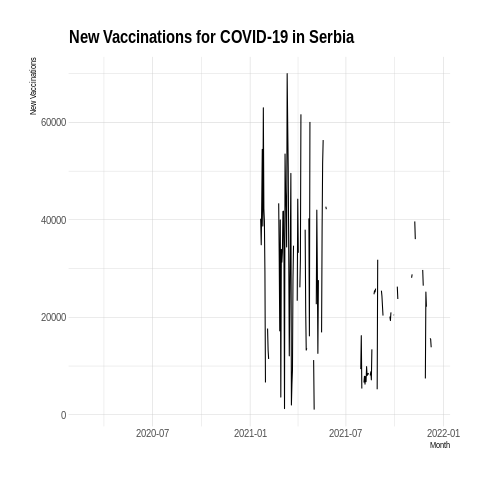 New Vaccinations for COVID-19 in Serbia
New Vaccinations
60000
40000
20000
0
2020-07
2021-01
2021-07
2022-01
Month